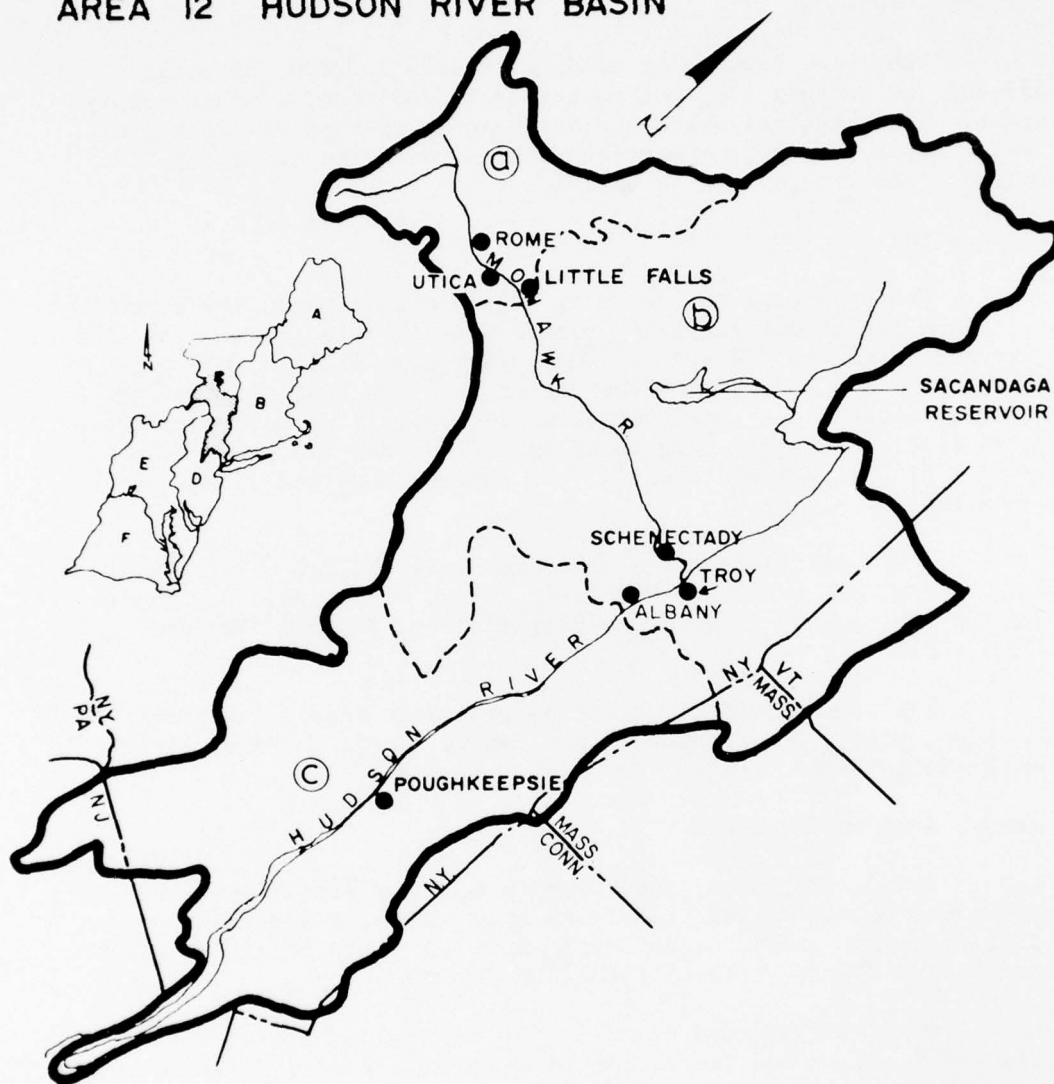 AREA 12 HUDSON RIVER BASIN
N
a
ROME
UTICA
LITTLE FALLS
MOHAWK R
b
SACANDAGA
RESERVOIR
N
A
B
E
D
F
SCHENECTADY
TROY
ALBANY
HUDSON RIVER
NY
VT
MASS.
NY
PA
NJ
c
POUGHKEEPSIE
MASS
CONN.
NY.